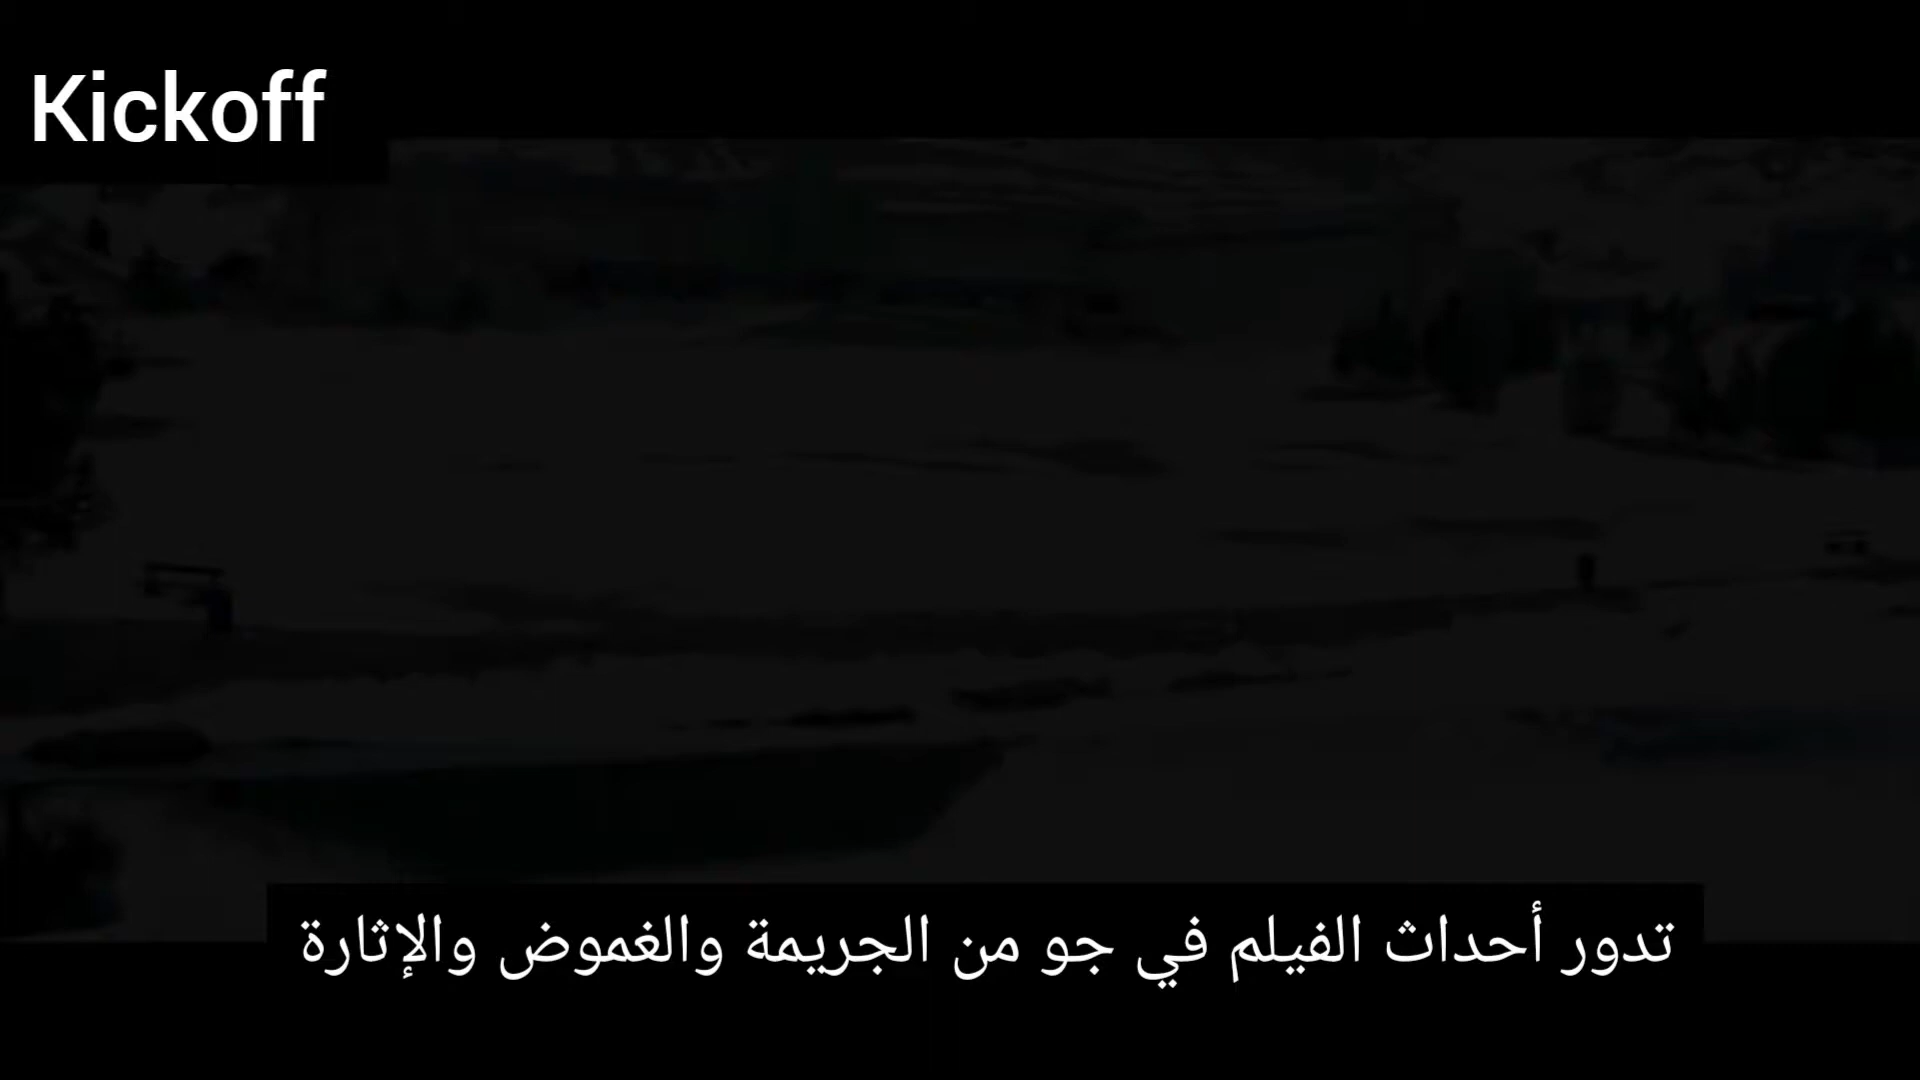 Kickoff
تدور أحداث الفيلم في جو من الجريمة والغموض والإثارة